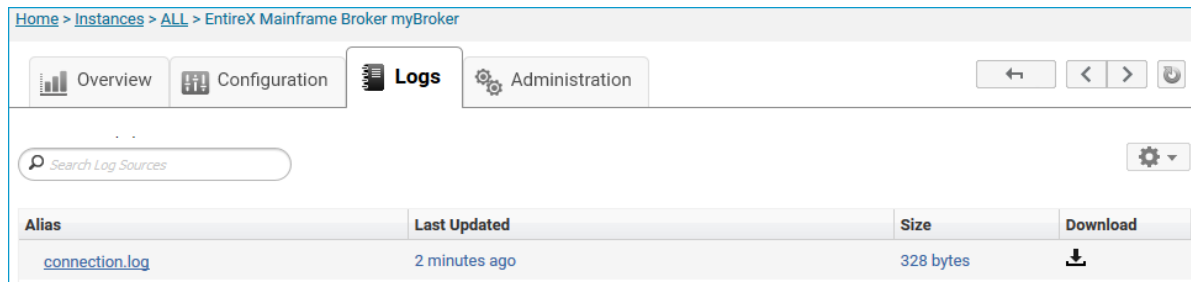 Home > Instances > ALL > EntireX Mainframe Broker myBroker
Overview Configuration Logs Administration
Search Log Sources
Alias Last Updated Size Download
connection.log 2 minutes ago 328 bytes